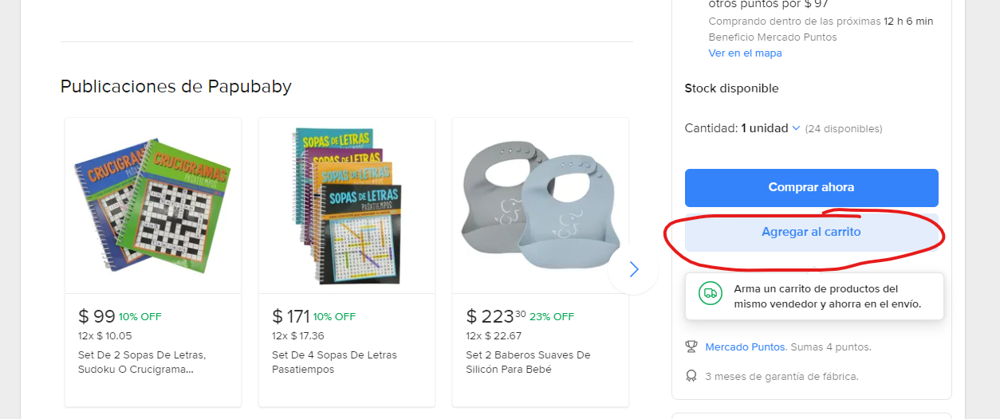 otros puntos por $ 97
Comprando dentro de las próximas 12 h 6 min
Beneficio Mercado Puntos
Ver en el mapa
Stock disponible
Cantidad: 1 unidad (24 disponibles)
Comprar ahora
Agregar al carrito
Arma un carrito de productos del
mismo vendedor y ahorra en el envío.
Mercado Puntos. Sumas 4 puntos.
3 meses de garantía de fábrica.
Publicaciones de Papubaby
CRUCIGRAMAS
PASATIEMPOS
SOPAS DE LETRAS
SOPAS DE LETRAS
SOPAS DE LETRAS
SOPAS DE LETRAS
PASATIEMPOS
$ 99 10% OFF
12x $ 10.05
Set De 2 Sopas De Letras,
Sudoku O Crucigrama...
$ 171 10% OFF
12x $ 17.36
Set De 4 Sopas De Letras
Pasatiempos
$ 223 30 23% OFF
12x $ 22.67
Set 2 Baberos Suaves De
Silicón Para Bebé